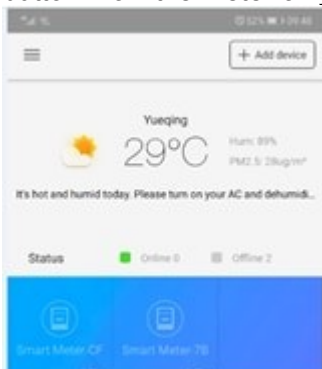 + Add device
Yueqing
29°C
Hum: 89%
PM2.5: 28ug/m³
It's hot and humid today. Please turn on your AC and dehumidi...
Status
Online 0
Offline 2
Smart Meter-CF
Smart Meter-7B